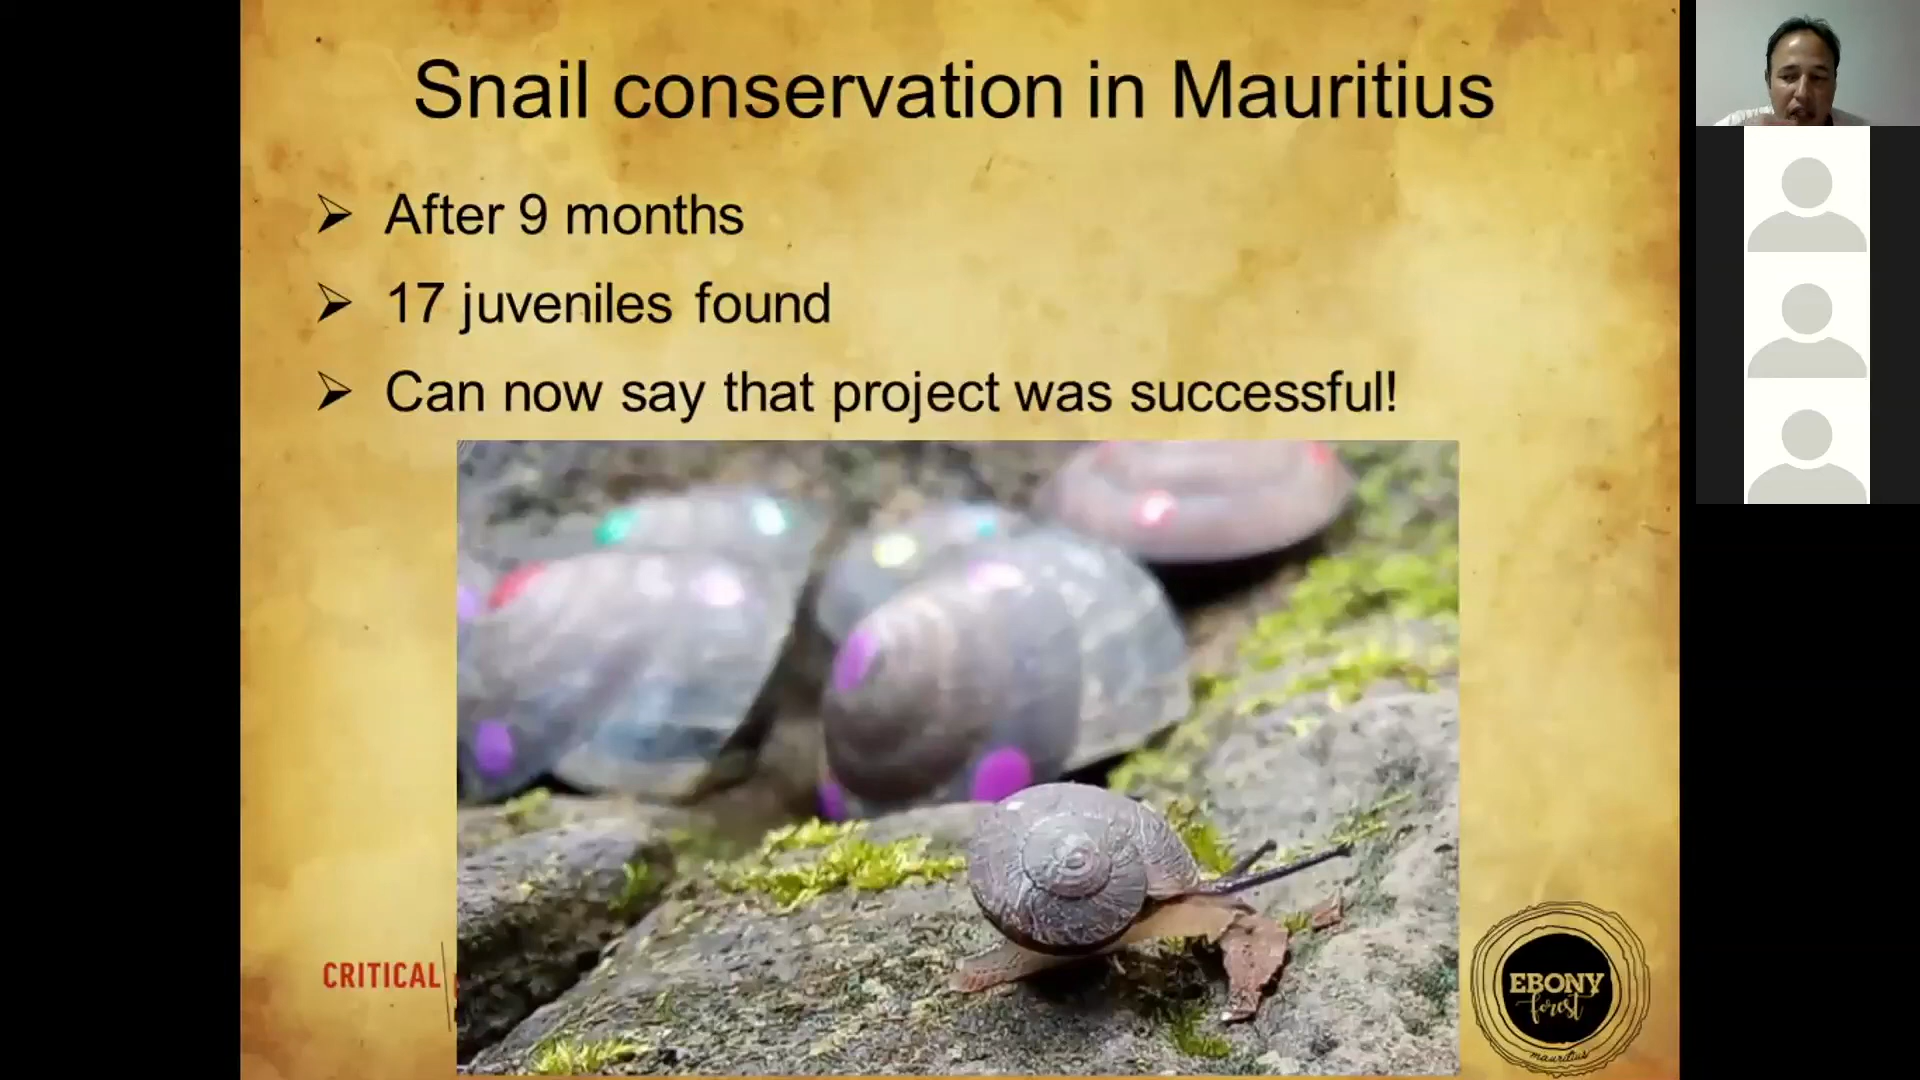 Snail conservation in Mauritius
After 9 months
17 juveniles found
Can now say that project was successful!
CRITICAL
EBONY
forest
mauritius